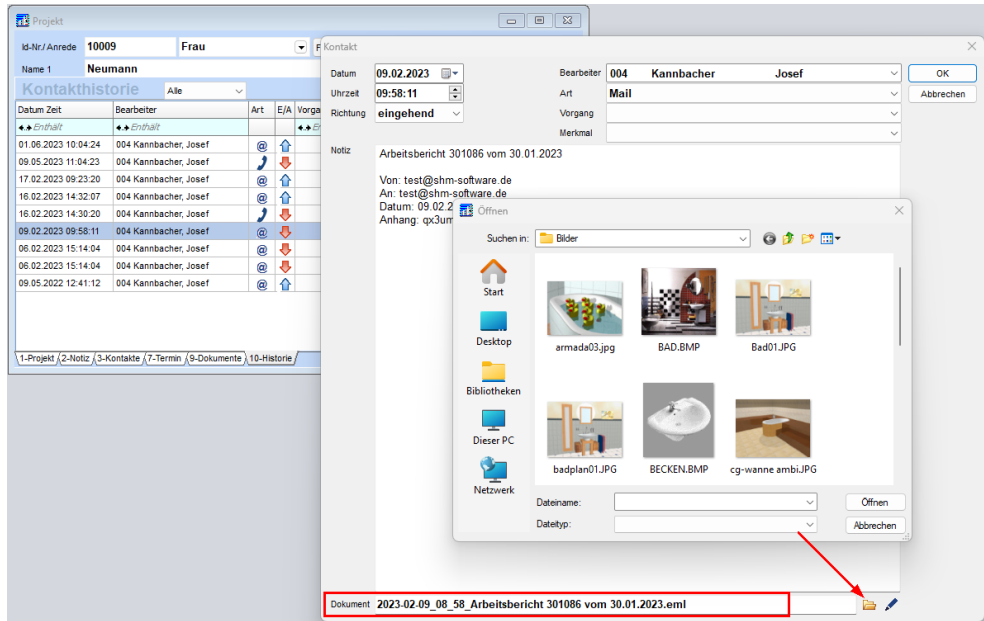 Projekt
Id-Nr./ Anrede 10009 Frau
Name 1 Neumann
Kontakthistorie Alle
Datum Zeit Bearbeiter Art E/A Vorga
Enthält Enthält
01.06.2023 10:04:24 004 Kannbacher, Josef
09.05.2023 11:04:23 004 Kannbacher, Josef
17.02.2023 09:23:20 004 Kannbacher, Josef
16.02.2023 14:32:07 004 Kannbacher, Josef
16.02.2023 14:30:20 004 Kannbacher, Josef
09.02.2023 09:58:11 004 Kannbacher, Josef
06.02.2023 15:14:04 004 Kannbacher, Josef
06.02.2023 15:14:04 004 Kannbacher, Josef
09.05.2022 12:41:12 004 Kannbacher, Josef
1-Projekt 2-Notiz 3-Kontakte 7-Termin 9-Dokumente 10-Historie
Kontakt
Datum 09.02.2023 Bearbeiter 004 Kannbacher Josef OK
Uhrzeit 09:58:11 Art Mail Abbrechen
Richtung eingehend Vorgang
Merkmal
Notiz
Arbeitsbericht 301086 vom 30.01.2023
Von: test@shm-software.de
An: test@shm-software.de
Datum: 09.02.2
Anhang: qx3um
Öffnen
Suchen in: Bilder
Start
Desktop
Bibliotheken
Dieser PC
Netzwerk
armada03.jpg BAD.BMP Bad01.JPG
badplan01.JPG BECKEN.BMP cg-wanne ambi.JPG
Dateiname: Öffnen
Dateityp: Abbrechen
Dokument 2023-02-09_08_58_Arbeitsbericht 301086 vom 30.01.2023.eml